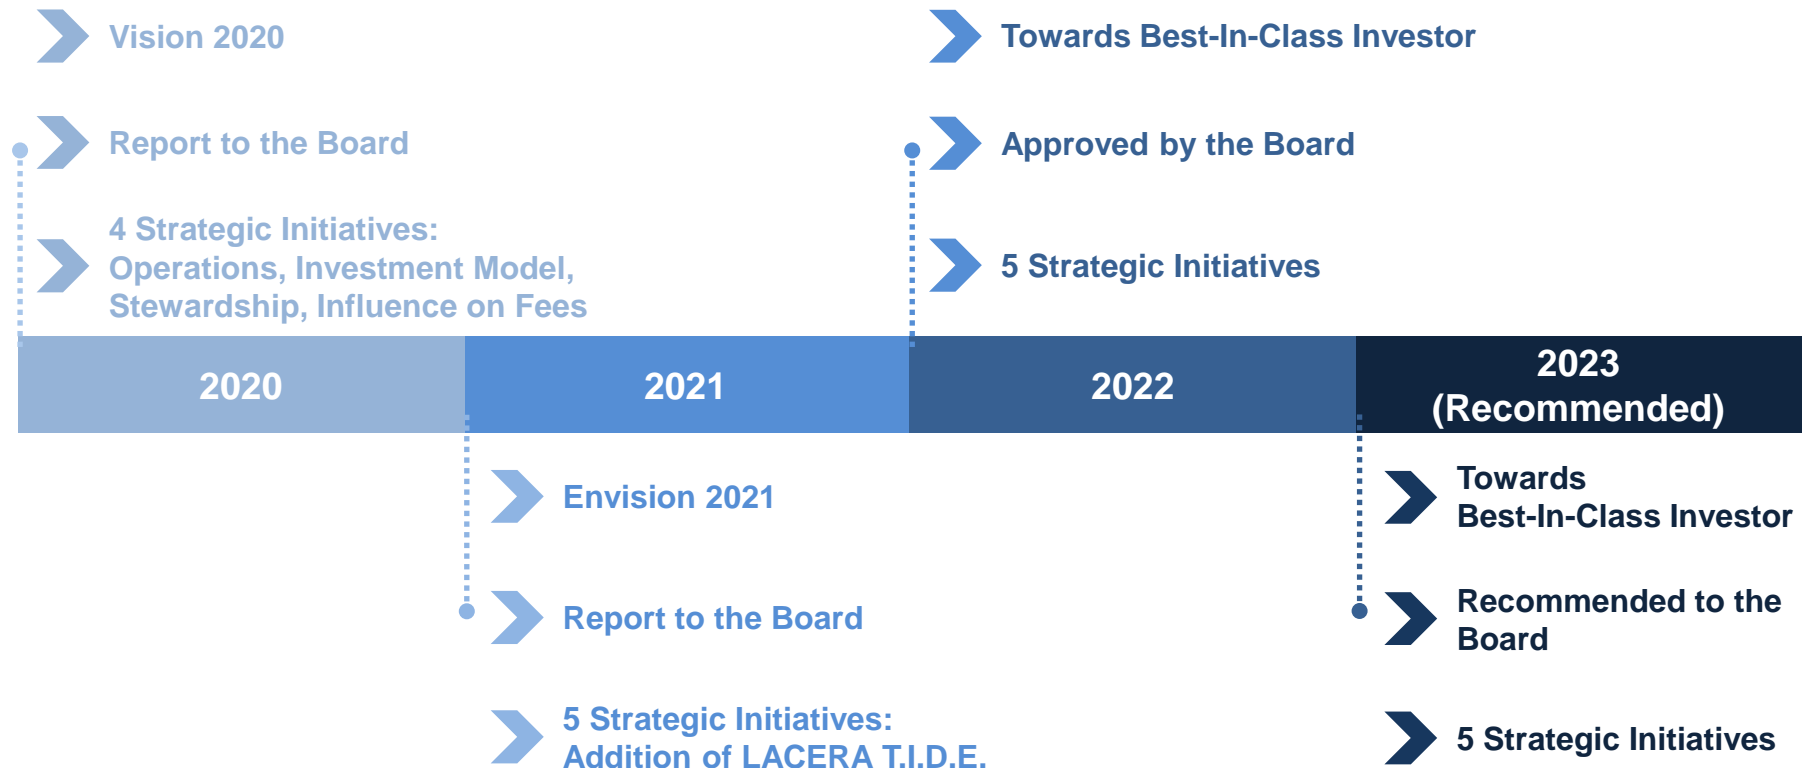 Vision 2020
Report to the Board
4 Strategic Initiatives:
Operations, Investment Model,
Stewardship, Influence on Fees
Towards Best-In-Class Investor
Approved by the Board
5 Strategic Initiatives
2020
2021
2022
2023
(Recommended)
Envision 2021
Report to the Board
5 Strategic Initiatives:
Addition of LACERA T.I.D.E.
Towards
Best-In-Class Investor
Recommended to the
Board
5 Strategic Initiatives